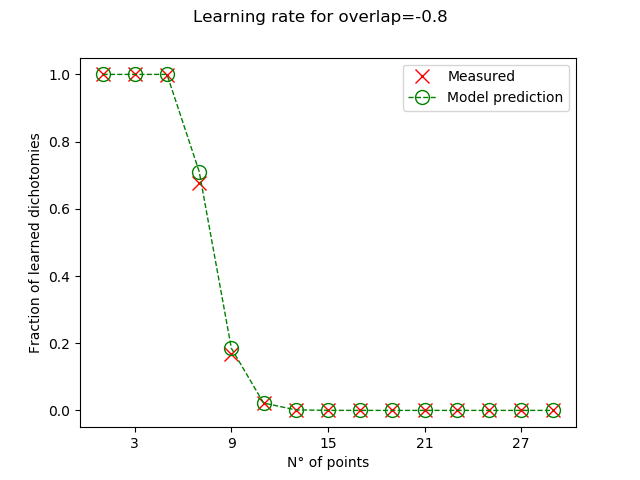 Learning rate for overlap=-0.8
Measured
Model prediction
1.0
0.8
0.6
0.4
0.2
0.0
Fraction of learned dichotomies
3 9 15 21 27
N° of points